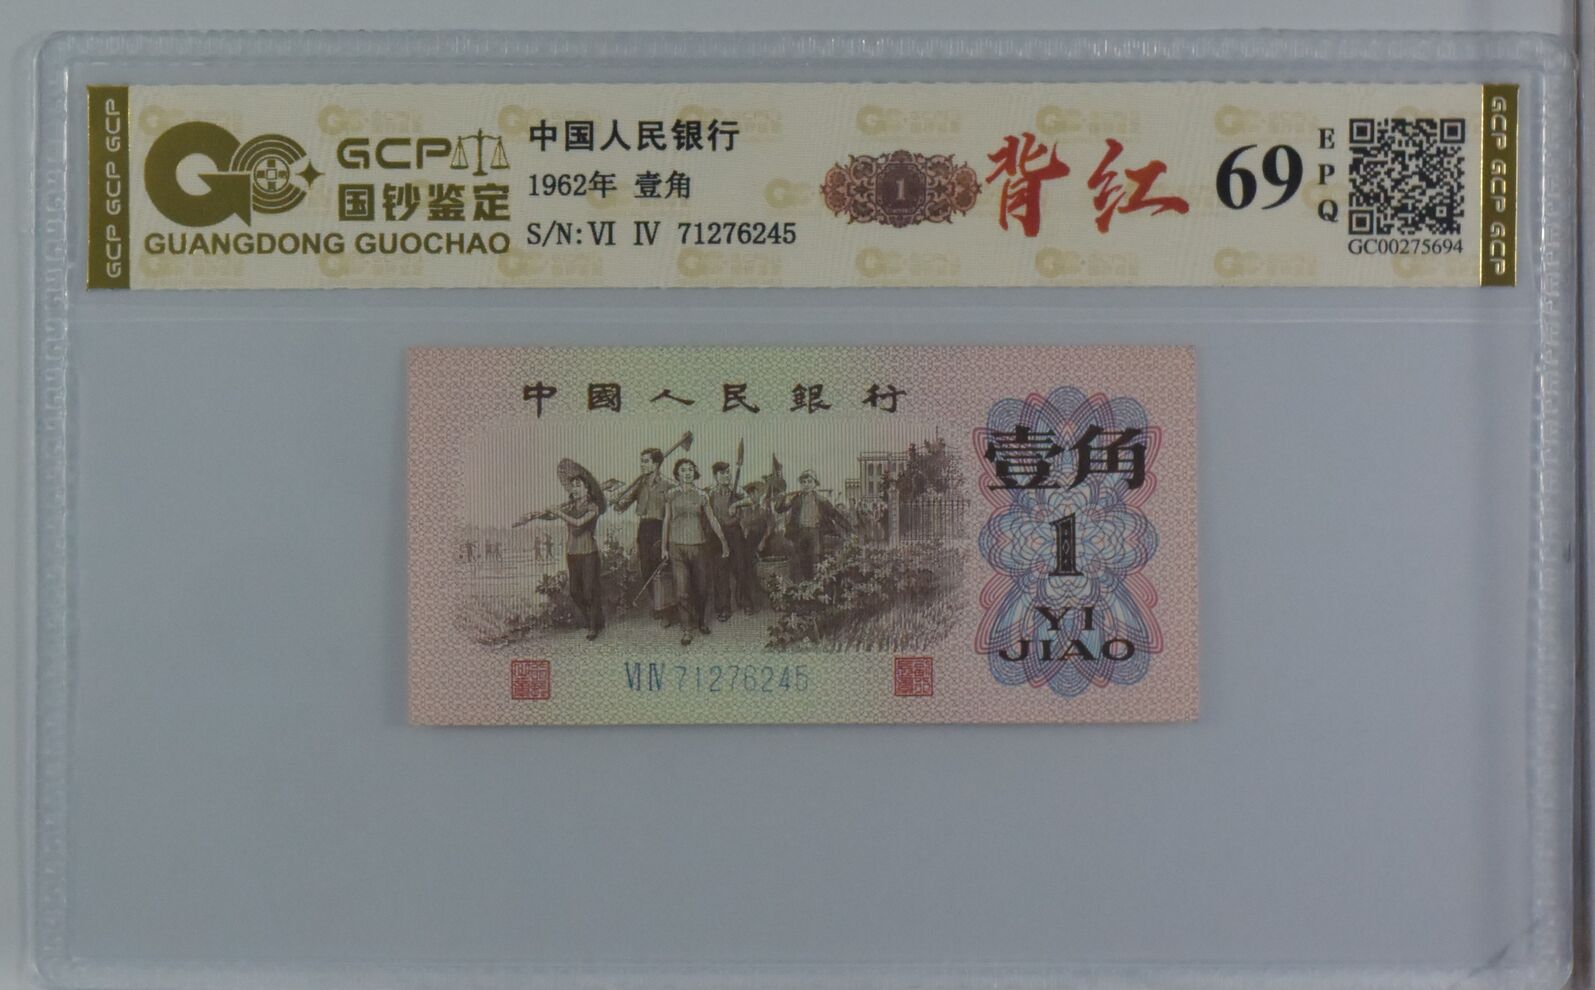 GCP GCP GCP
GCP
国钞鉴定
GUANGDONG GUOCHAO
中国人民银行
1962年 壹角
S/N: VI IV 71276245
1
背红
69
EPQ
GC00275694
GCP GCP GCP
中國人民銀行
壹角
1
YI
JIAO
VI IV 71276245